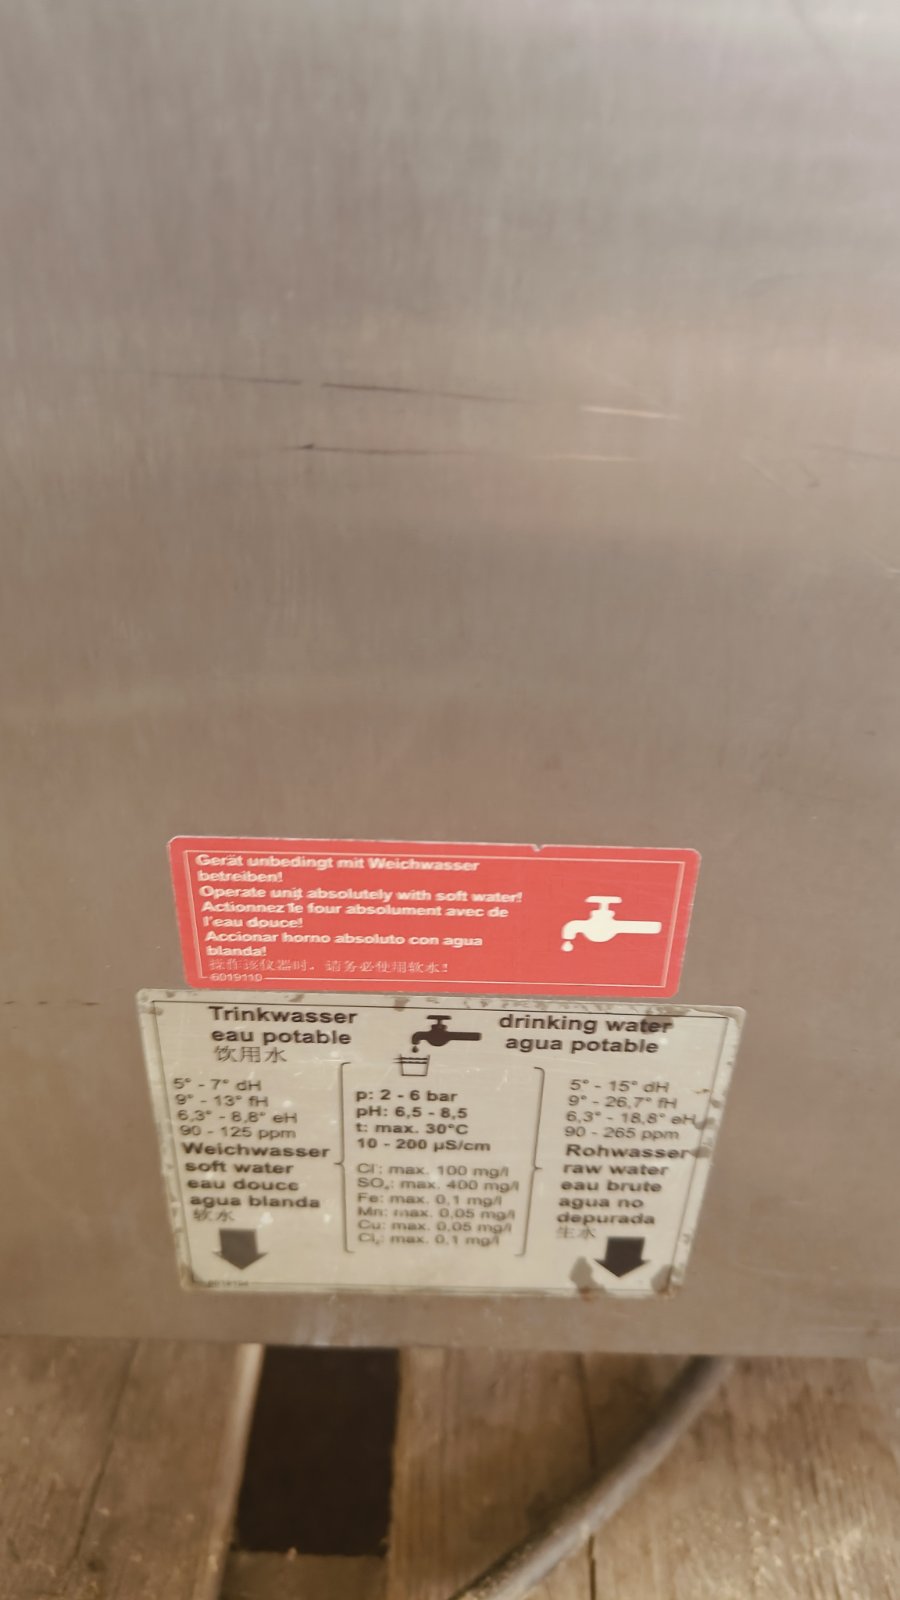 Gerät unbedingt mit Weichwasser
betreiben!
Operate unit absolutely with soft water!
Actionnez le four absolument avec de
l'eau douce!
Accionar horno absoluto con agua
blanda!
操作该仪器时，请务必使用软水！
6019110
Trinkwasser
eau potable
饮用水
drinking water
agua potable
5° - 7° dH
9° - 13° fH
6,3° - 8,8° eH
90 - 125 ppm
Weichwasser
soft water
eau douce
agua blanda
软水
p: 2 - 6 bar
pH: 6,5 - 8,5
t: max. 30°C
10 - 200 µS/cm
Cl⁻: max. 100 mg/l
SO₄: max. 400 mg/l
Fe: max. 0,1 mg/l
Mn: max. 0,05 mg/l
Cu: max. 0,05 mg/l
Cl₂: max. 0,1 mg/l
5° - 15° dH
9° - 26,7° fH
6,3° - 18,8° eH
90 - 265 ppm
Rohwasser
raw water
eau brute
agua no
depurada
生水